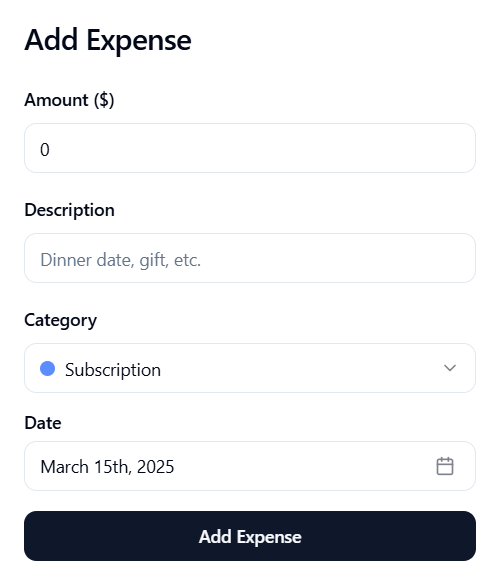 Add Expense
Amount ($)
0
Description
Dinner date, gift, etc.
Category
Subscription
Date
March 15th, 2025
Add Expense